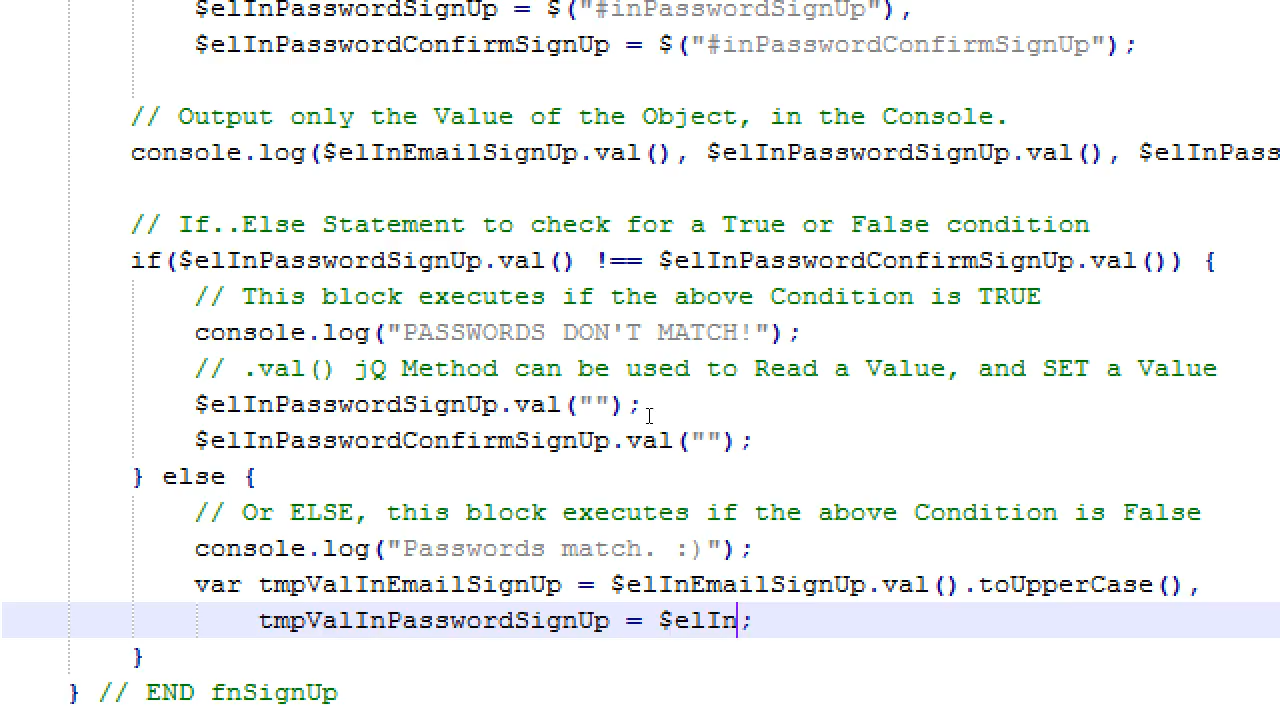 $elInPasswordSignUp = $("#inPasswordSignUp"),
$elInPasswordConfirmSignUp = $("#inPasswordConfirmSignUp");
// Output only the Value of the Object, in the Console.
console.log($elInEmailSignUp.val(), $elInPasswordSignUp.val(), $elInPass
// If..Else Statement to check for a True or False condition
if($elInPasswordSignUp.val() !== $elInPasswordConfirmSignUp.val()) {
// This block executes if the above Condition is TRUE
console.log("PASSWORDS DON'T MATCH!");
// .val() jQ Method can be used to Read a Value, and SET a Value
$elInPasswordSignUp.val("");
$elInPasswordConfirmSignUp.val("");
} else {
// Or ELSE, this block executes if the above Condition is False
console.log("Passwords match. :)");
var tmpValInEmailSignUp = $elInEmailSignUp.val().toUpperCase(),
tmpValInPasswordSignUp = $elIn;
}
} // END fnSignUp